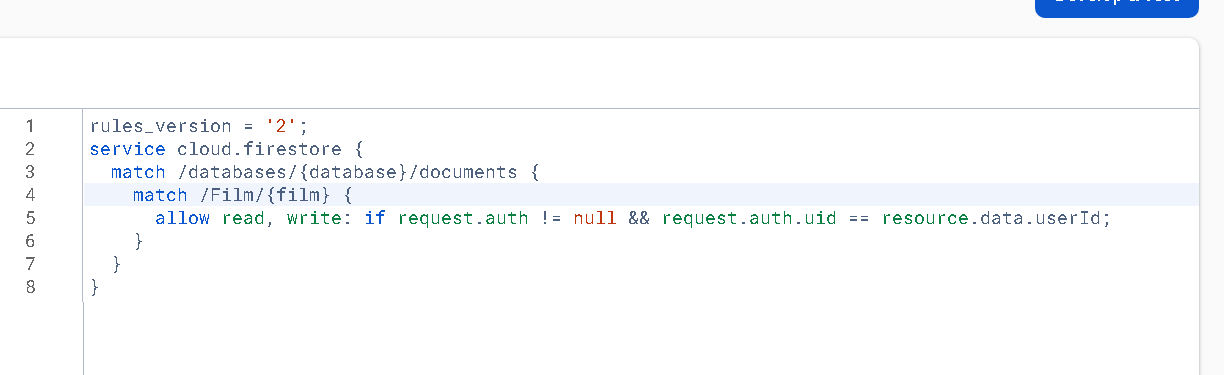 1 rules_version = '2';
2 service cloud.firestore {
3 match /databases/{database}/documents {
4 match /Film/{film} {
5 allow read, write: if request.auth != null && request.auth.uid == resource.data.userId;
6 }
7 }
8 }